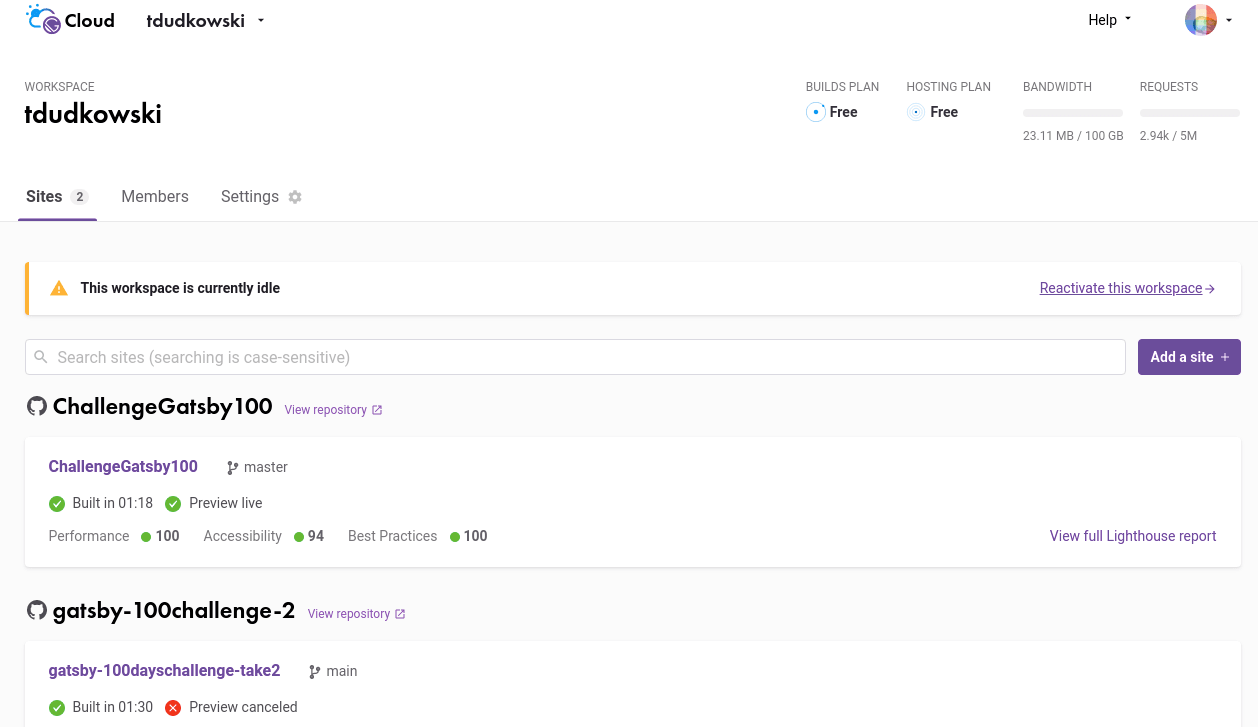 Cloud tdudkowski Help
WORKSPACE BUILDS PLAN HOSTING PLAN BANDWIDTH REQUESTS
tdudkowski Free Free
23.11 MB / 100 GB 2.94k / 5M
Sites 2 Members Settings
This workspace is currently idle Reactivate this workspace
Search sites (searching is case-sensitive) Add a site +
ChallengeGatsby100 View repository
ChallengeGatsby100 master
Built in 01:18 Preview live
Performance 100 Accessibility 94 Best Practices 100 View full Lighthouse report
gatsby-100challenge-2 View repository
gatsby-100dayschallenge-take2 main
Built in 01:30 Preview canceled